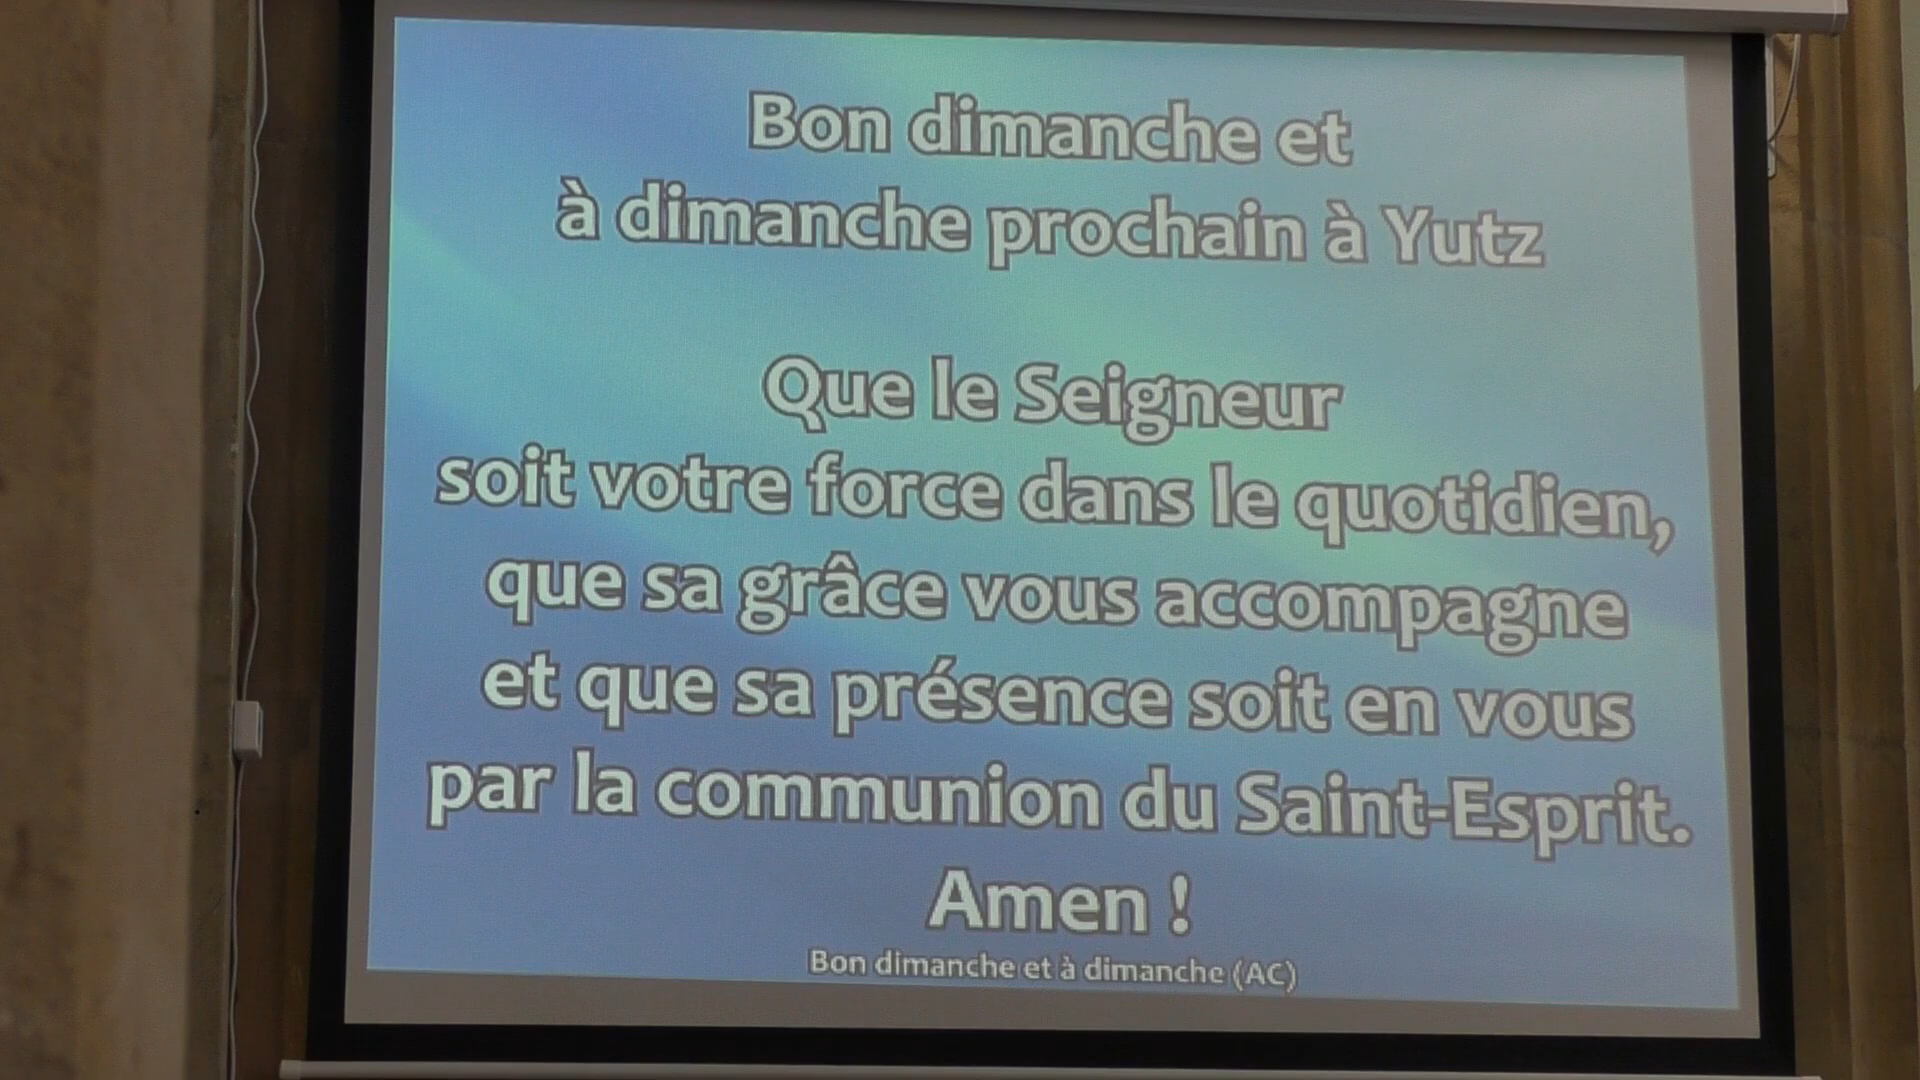 Bon dimanche et
à dimanche prochain à Yutz
Que le Seigneur
soit votre force dans le quotidien,
que sa grâce vous accompagne
et que sa présence soit en vous
par la communion du Saint-Esprit.
Amen !
Bon dimanche et à dimanche (AC)